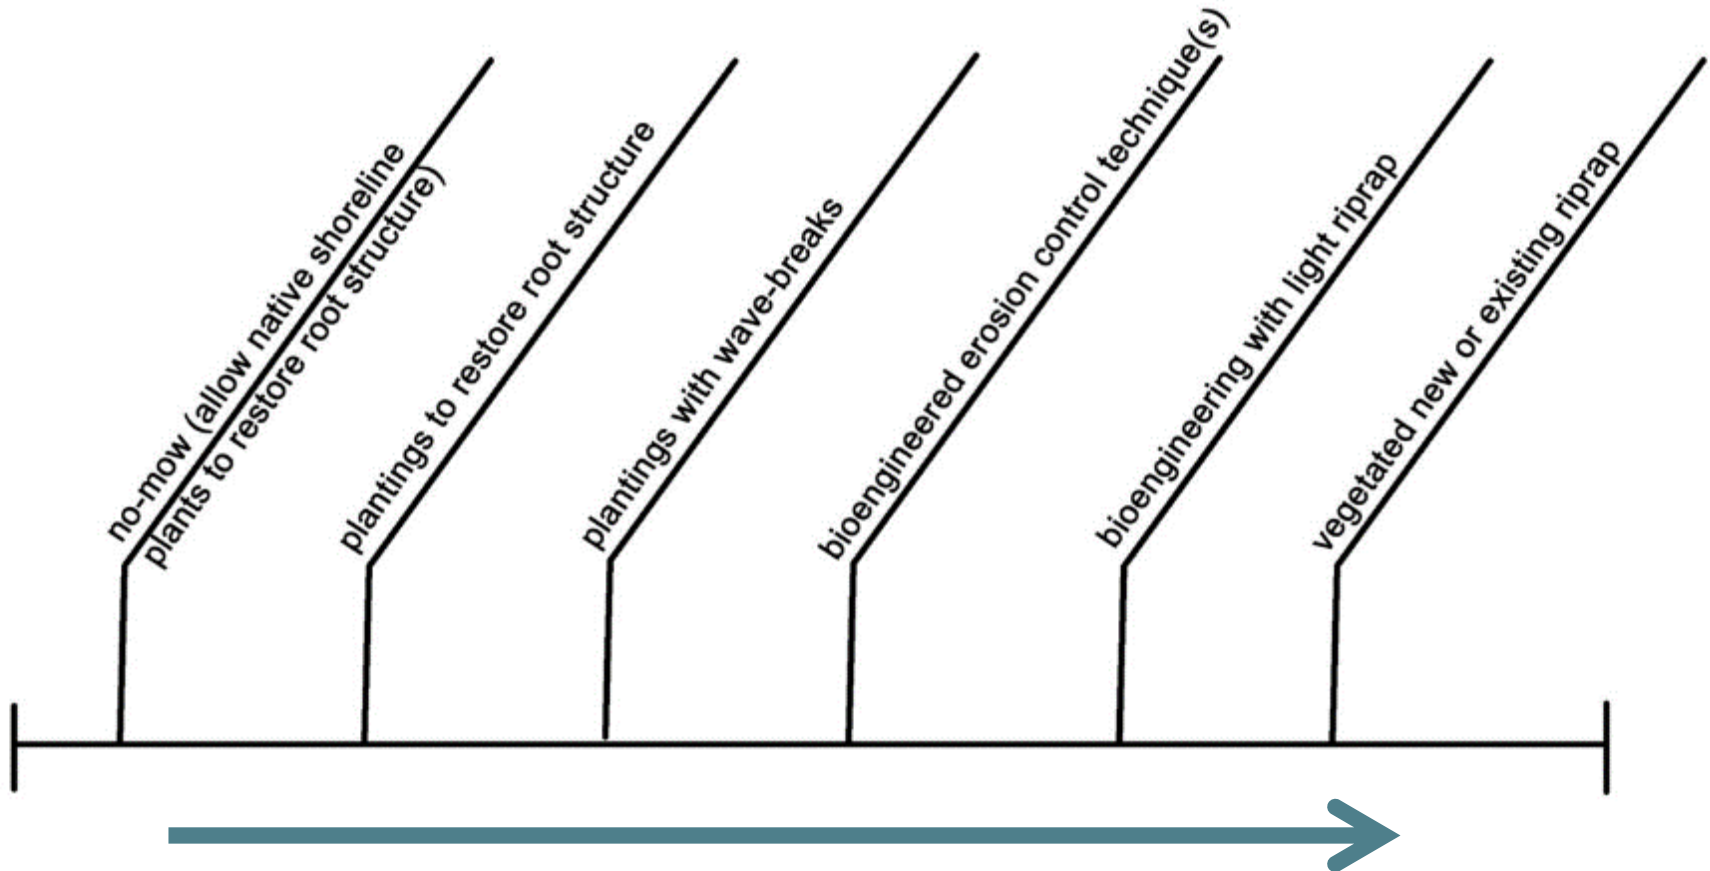 no-mow (allow native shoreline
plants to restore root structure)
plantings to restore root structure
plantings with wave-breaks
bioengineered erosion control technique(s)
bioengineering with light riprap
vegetated new or existing riprap